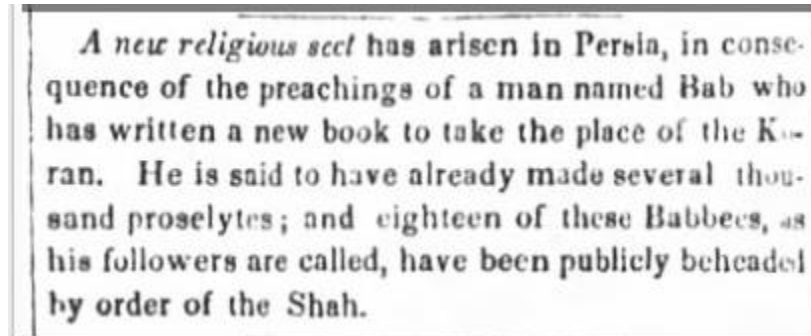 A new religious sect has arisen in Persia, in conse-
quence of the preachings of a man named Bab who
has written a new book to take the place of the Ko-
ran. He is said to have already made several thou-
sand proselytes; and eighteen of these Babbees, as
his followers are called, have been publicly beheaded
by order of the Shah.